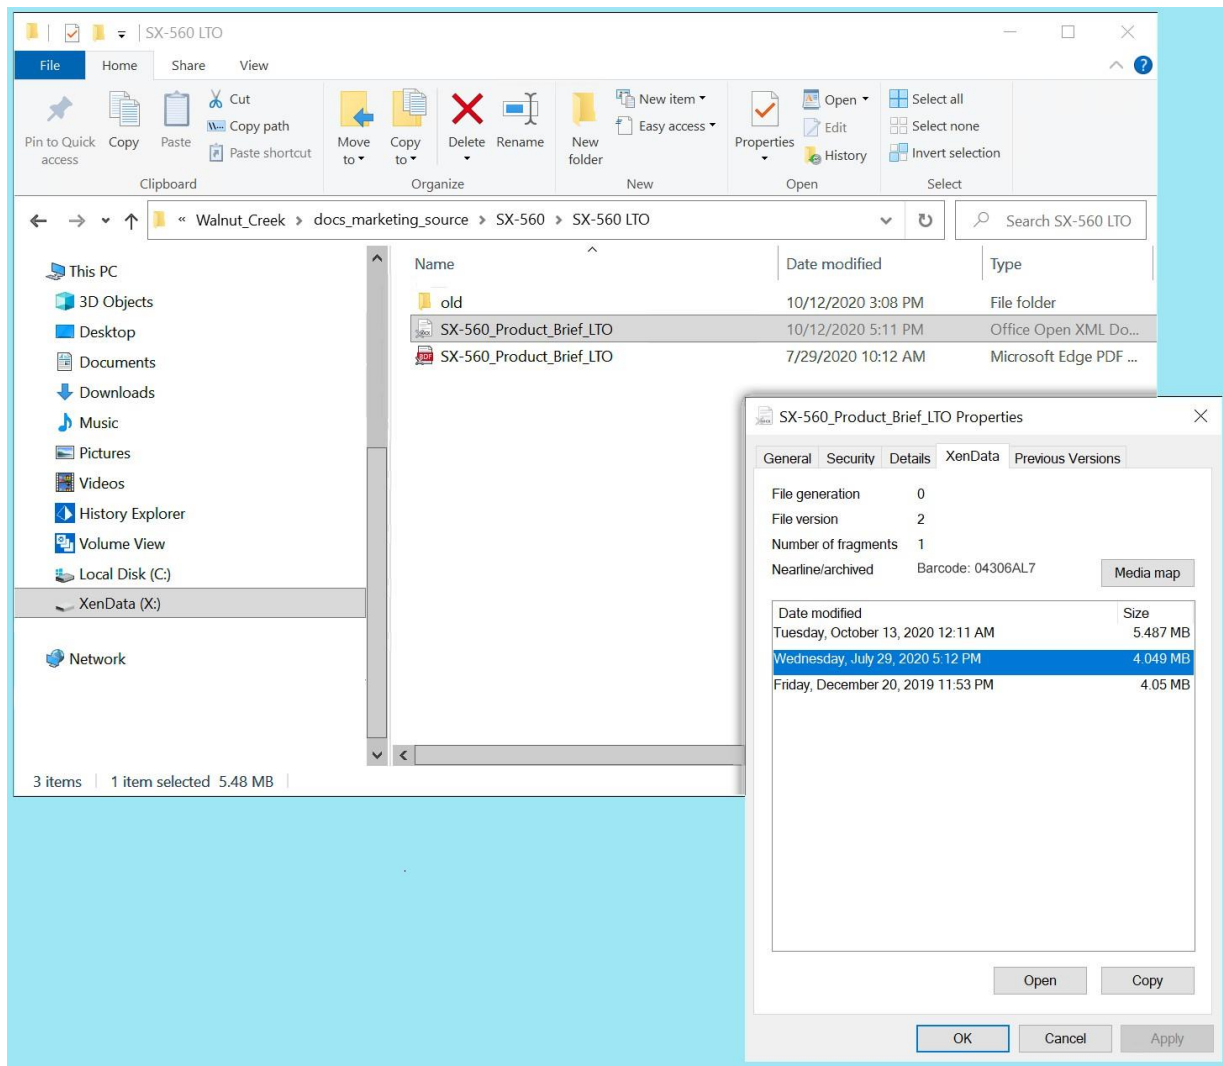 SX-560 LTO
File Home Share View
Pin to Quick access
Copy
Paste
Cut
Copy path
Paste shortcut
Clipboard
Move to
Copy to
Delete
Rename
Organize
New folder
New item
Easy access
New
Properties
Open
Edit
History
Open
Select all
Select none
Invert selection
Select
« Walnut_Creek > docs_marketing_source > SX-560 > SX-560 LTO
Search SX-560 LTO
This PC
3D Objects
Desktop
Documents
Downloads
Music
Pictures
Videos
History Explorer
Volume View
Local Disk (C:)
XenData (X:)
Network
Name Date modified Type
old 10/12/2020 3:08 PM File folder
SX-560_Product_Brief_LTO 10/12/2020 5:11 PM Office Open XML Do...
SX-560_Product_Brief_LTO 7/29/2020 10:12 AM Microsoft Edge PDF ...
3 items 1 item selected 5.48 MB
SX-560_Product_Brief_LTO Properties
General Security Details XenData Previous Versions
File generation 0
File version 2
Number of fragments 1
Nearline/archived Barcode: 04306AL7
Media map
Date modified Size
Tuesday, October 13, 2020 12:11 AM 5.487 MB
Wednesday, July 29, 2020 5:12 PM 4.049 MB
Friday, December 20, 2019 11:53 PM 4.05 MB
Open Copy
OK Cancel Apply